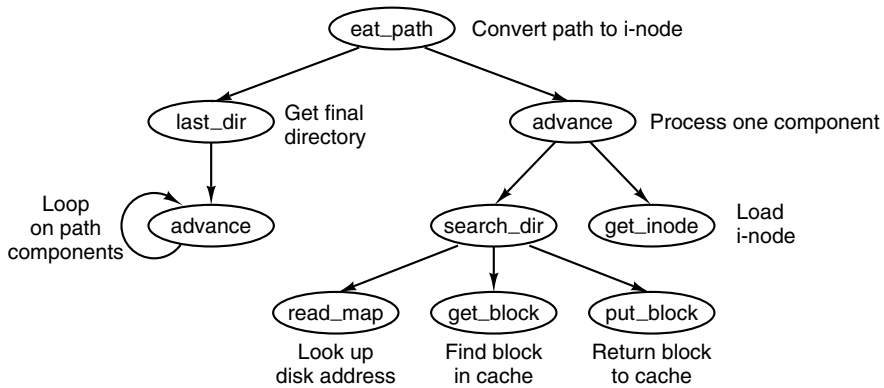 eat_path
Convert path to i-node
last_dir
Get final
directory
advance
Process one component
Loop
on path
components
advance
search_dir
get_inode
Load
i-node
read_map
get_block
put_block
Look up
disk address
Find block
in cache
Return block
to cache